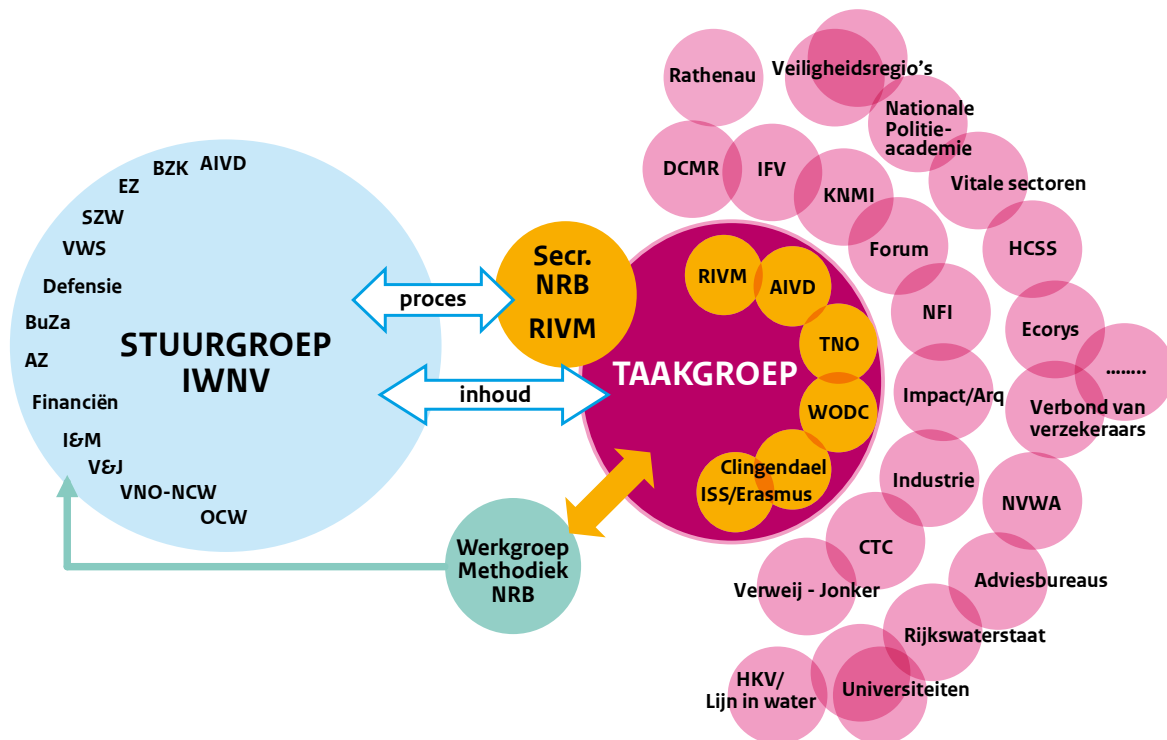 AIVD
BZK
EZ
SZW
VWS
Defensie
BuZa
AZ
Financiën
I&M
V&J
VNO-NCW
OCW
STUURGROEP
IWNV
proces
inhoud
Secr.
NRB
RIVM
Werkgroep
Methodiek
NRB
TAAKGROEP
RIVM
AIVD
TNO
WODC
Clingendael
ISS/Erasmus
Rathenau
DCMR
IFV
KNMI
Forum
NFI
Impact/Arq
Industrie
CTC
Verweij - Jonker
Veiligheidsregio's
Nationale
Politie-
academie
Vitale sectoren
HCSS
Ecorys
........
Verbond van
verzekeraars
NVWA
Adviesbureaus
Rijkswaterstaat
Universiteiten
HKV/
Lijn in water